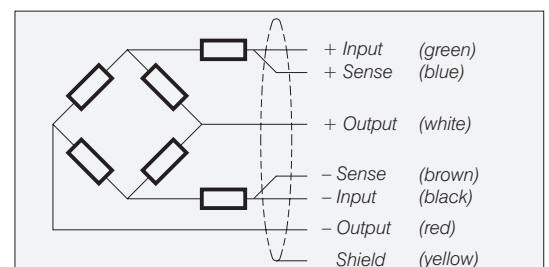 + Input (green)
+ Sense (blue)
+ Output (white)
– Sense (brown)
– Input (black)
– Output (red)
Shield (yellow)